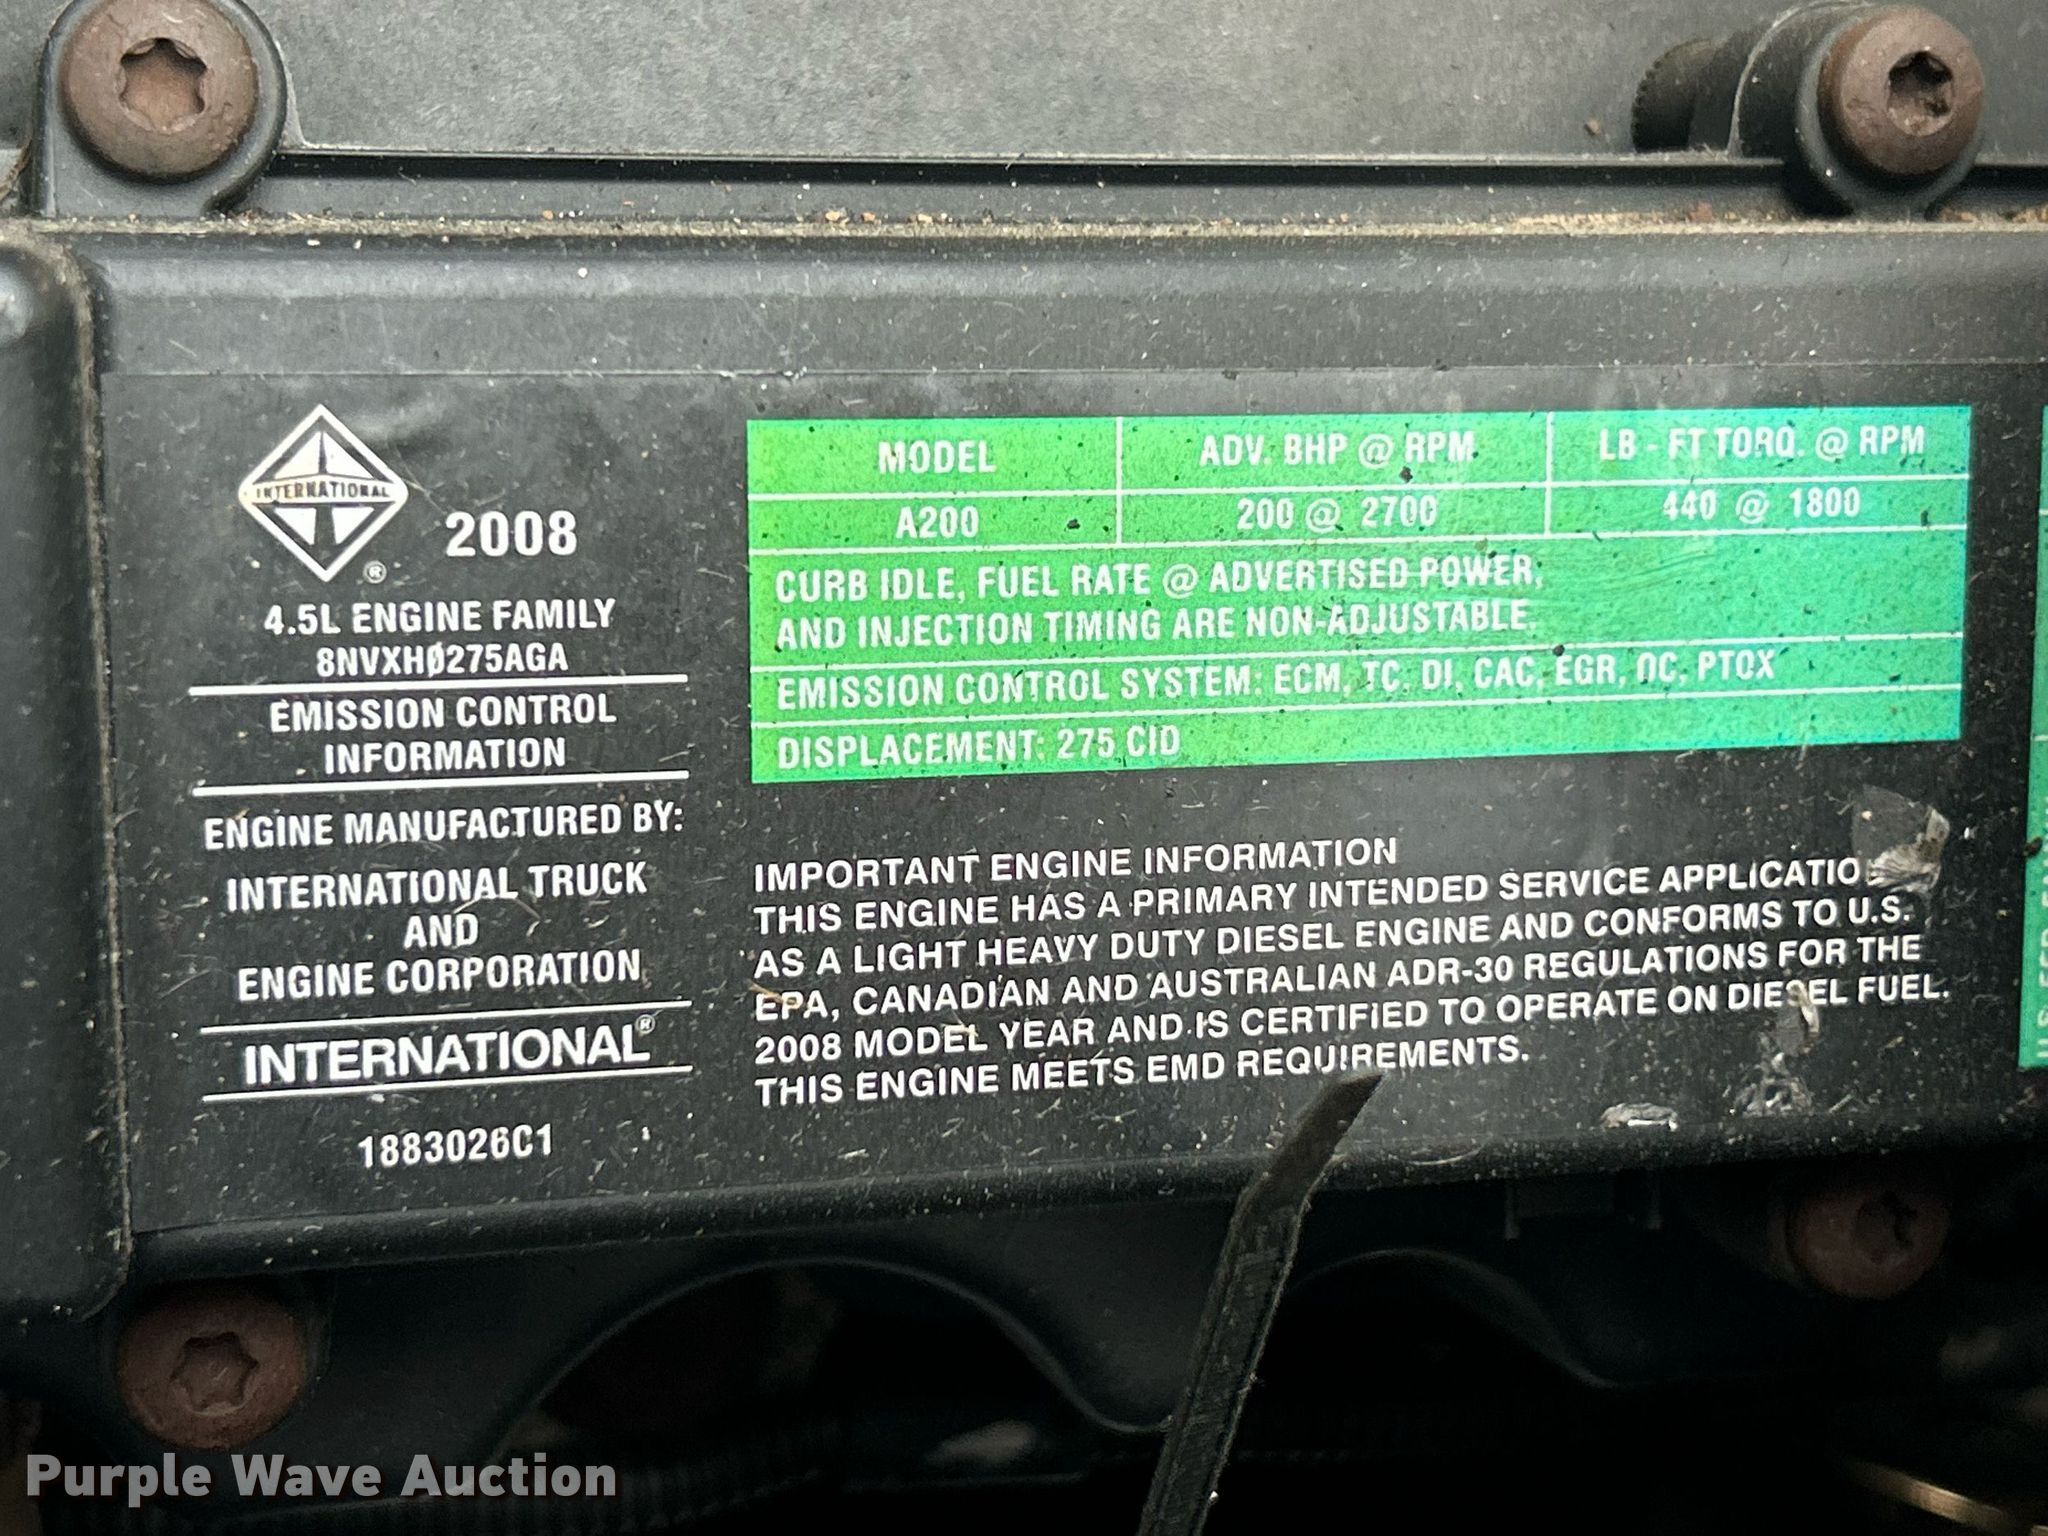 INTERNATIONAL
®
2008
4.5L ENGINE FAMILY
8NVXHØ275AGA
EMISSION CONTROL
INFORMATION
ENGINE MANUFACTURED BY:
INTERNATIONAL TRUCK
AND
ENGINE CORPORATION
INTERNATIONAL®
1883026C1
MODEL ADV. BHP @ RPM LB - FT TORQ. @ RPM
A200 200 @ 2700 440 @ 1800
CURB IDLE, FUEL RATE @ ADVERTISED POWER,
AND INJECTION TIMING ARE NON-ADJUSTABLE.
EMISSION CONTROL SYSTEM: ECM, TC, DI, CAC, EGR, OC, PTOX
DISPLACEMENT: 275 CID
IMPORTANT ENGINE INFORMATION
THIS ENGINE HAS A PRIMARY INTENDED SERVICE
AS A LIGHT HEAVY DUTY DIESEL ENGINE AND CONFORMS TO U.S.
EPA, CANADIAN AND AUSTRALIAN ADR-30 REGULATIONS FOR THE
2008 MODEL YEAR AND IS CERTIFIED TO OPERATE ON DIESEL FUEL.
THIS ENGINE MEETS EMD REQUIREMENTS.
Purple Wave Auction